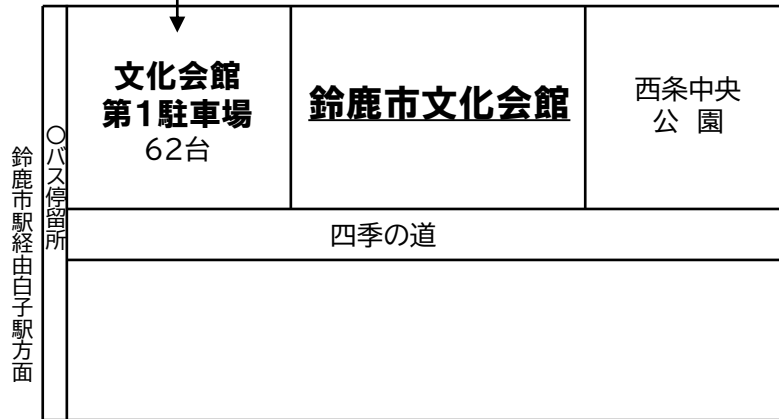 文化会館
第1駐車場
62台
鈴鹿市文化会館
西条中央
公 園
〇バス停留所
鈴鹿市駅経由白子駅方面
四季の道